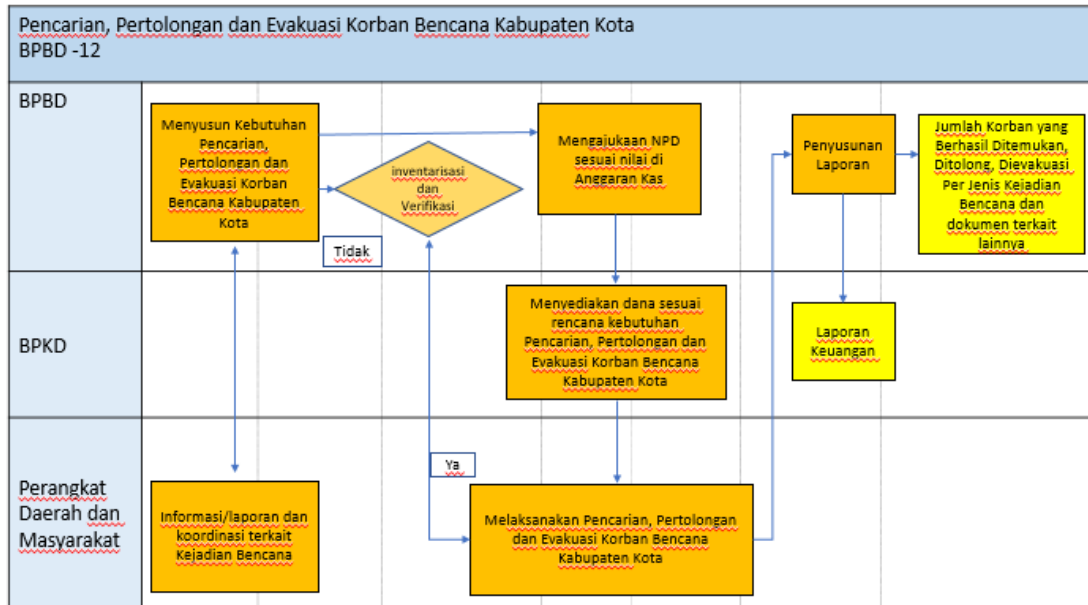 Pencarian, Pertolongan dan Evakuasi Korban Bencana Kabupaten Kota
BPBD -12
BPBD
Menyusun Kebutuhan
Pencarian,
Pertolongan dan
Evakuasi Korban
Bencana Kabupaten
Kota
inventarisasi
dan
Verifikasi
Tidak
Mengajukaan NPD
sesuai nilai di
Anggaran Kas
Penyusunan
Laporan
Jumlah Korban yang
Berhasil Ditemukan,
Ditolong, Dievakuasi
Per Jenis Kejadian
Bencana dan
dokumen terkait
lainnya
BPKD
Menyediakan dana sesuai
rencana kebutuhan
Pencarian, Pertolongan dan
Evakuasi Korban Bencana
Kabupaten Kota
Laporan
Keuangan
Perangkat
Daerah dan
Masyarakat
Informasi/laporan dan
koordinasi terkait
Kejadian Bencana
Ya
Melaksanakan Pencarian, Pertolongan
dan Evakuasi Korban Bencana
Kabupaten Kota